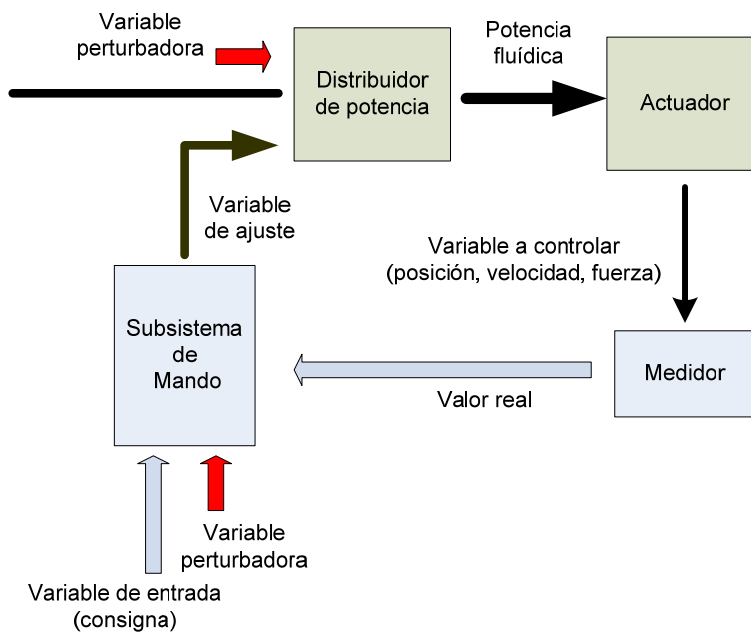 Variable
perturbadora
Distribuidor
de potencia
Potencia
fluídica
Actuador
Variable
de ajuste
Variable a controlar
(posición, velocidad, fuerza)
Subsistema
de
Mando
Valor real
Medidor
Variable
perturbadora
Variable de entrada
(consigna)